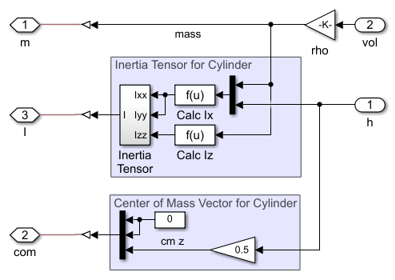 1
-K-
2
m
mass
rho
vol
Inertia Tensor for Cylinder
Ixx
f(u)
1
3
I
Iyy
Calc Ix
h
I
Izz
f(u)
Inertia
Tensor
Calc Iz
Center of Mass Vector for Cylinder
0
2
cm z
0.5
com